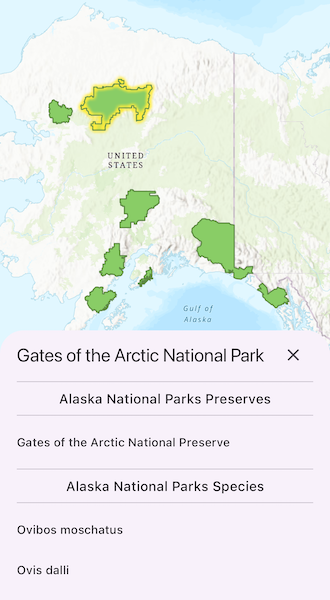 UNITED
STATES
Gulf of
Alaska
Gates of the Arctic National Park
Alaska National Parks Preserves
Gates of the Arctic National Preserve
Alaska National Parks Species
Ovibos moschatus
Ovis dalli